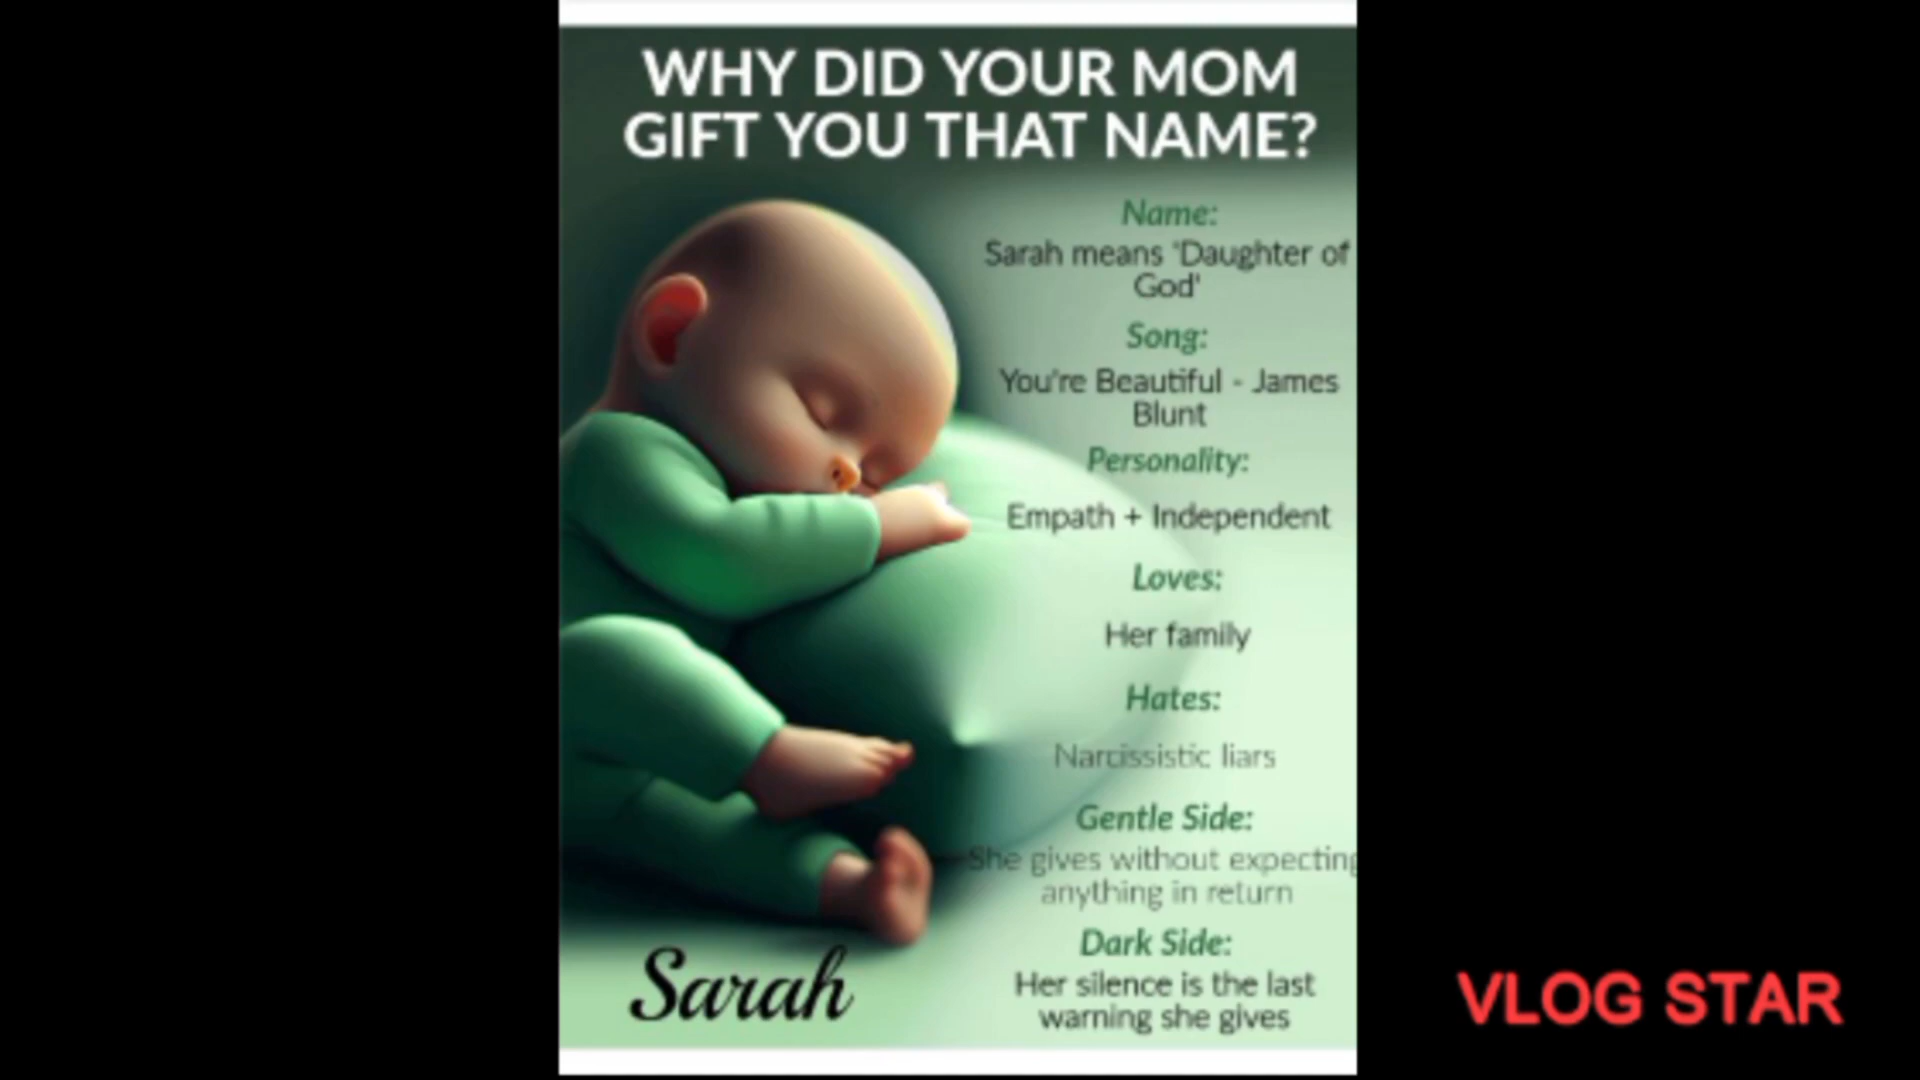 WHY DID YOUR MOM
GIFT YOU THAT NAME?
Name:
Sarah means 'Daughter of
God'
Song:
You're Beautiful - James
Blunt
Personality:
Empath + Independent
Loves:
Her family
Hates:
Narcissistic liars
Gentle Side:
She gives without expecting
anything in return
Dark Side:
Her silence is the last
warning she gives
Sarah
VLOG STAR